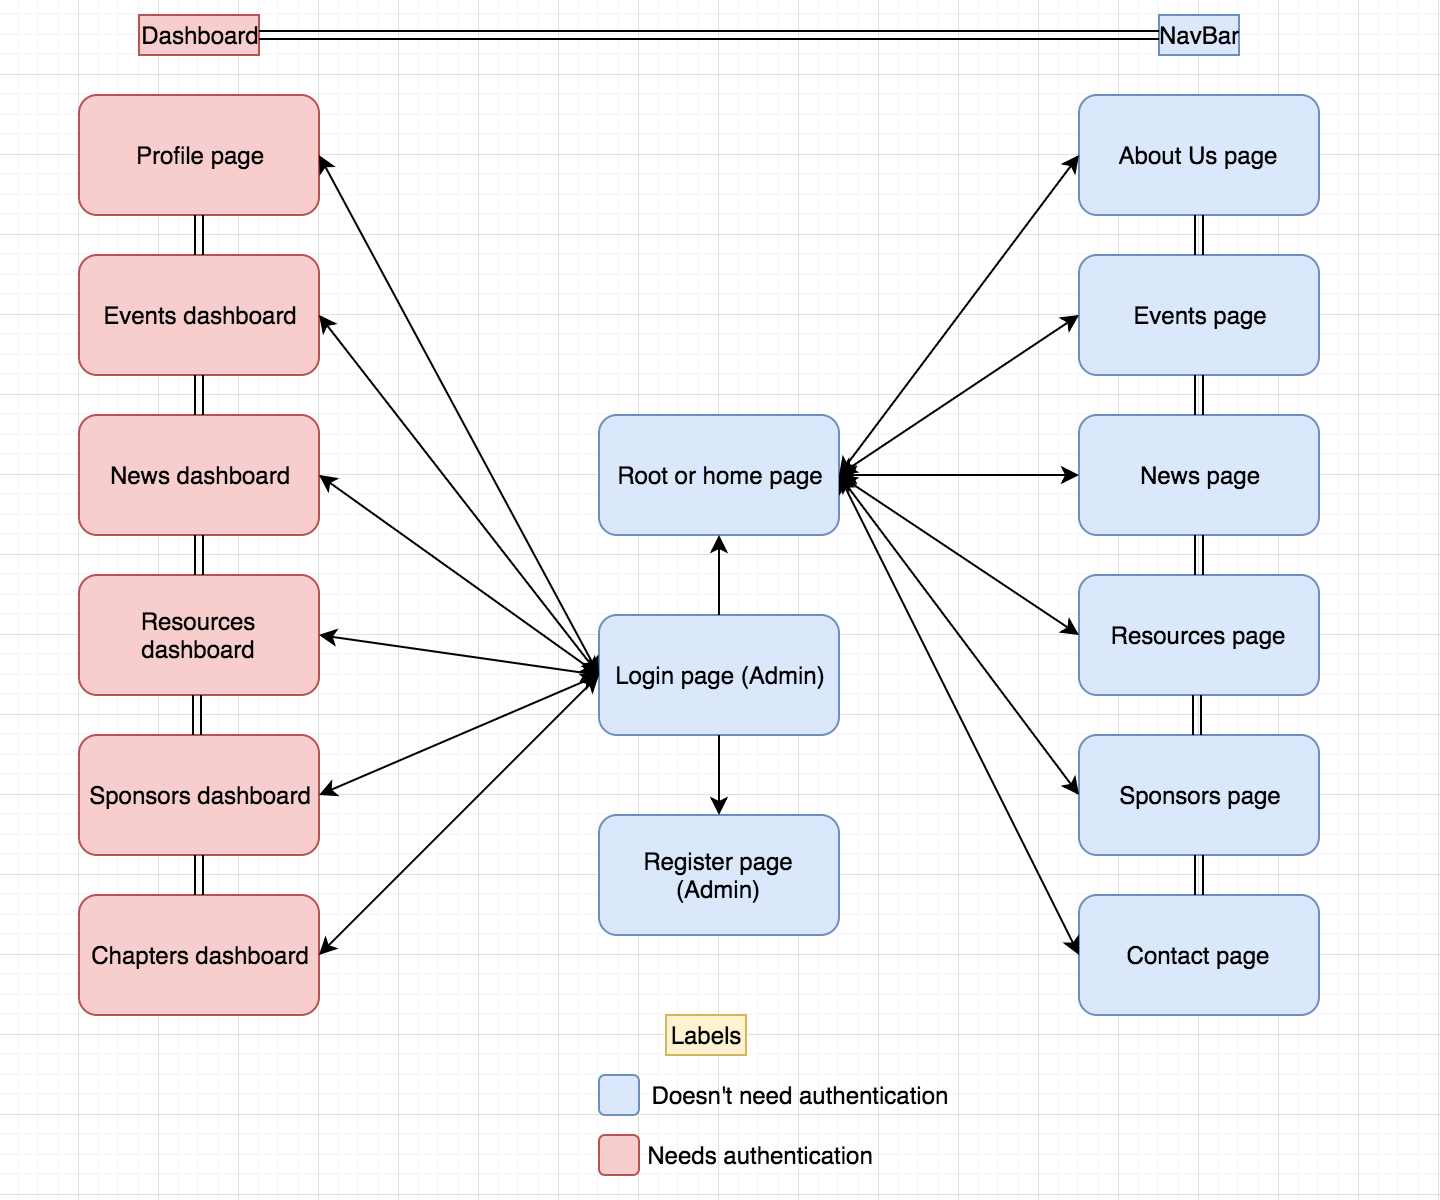 Dashboard
NavBar
Profile page
About Us page
Events dashboard
Events page
News dashboard
Root or home page
News page
Resources
dashboard
Login page (Admin)
Resources page
Sponsors dashboard
Register page
(Admin)
Sponsors page
Chapters dashboard
Contact page
Labels
Doesn't need authentication
Needs authentication